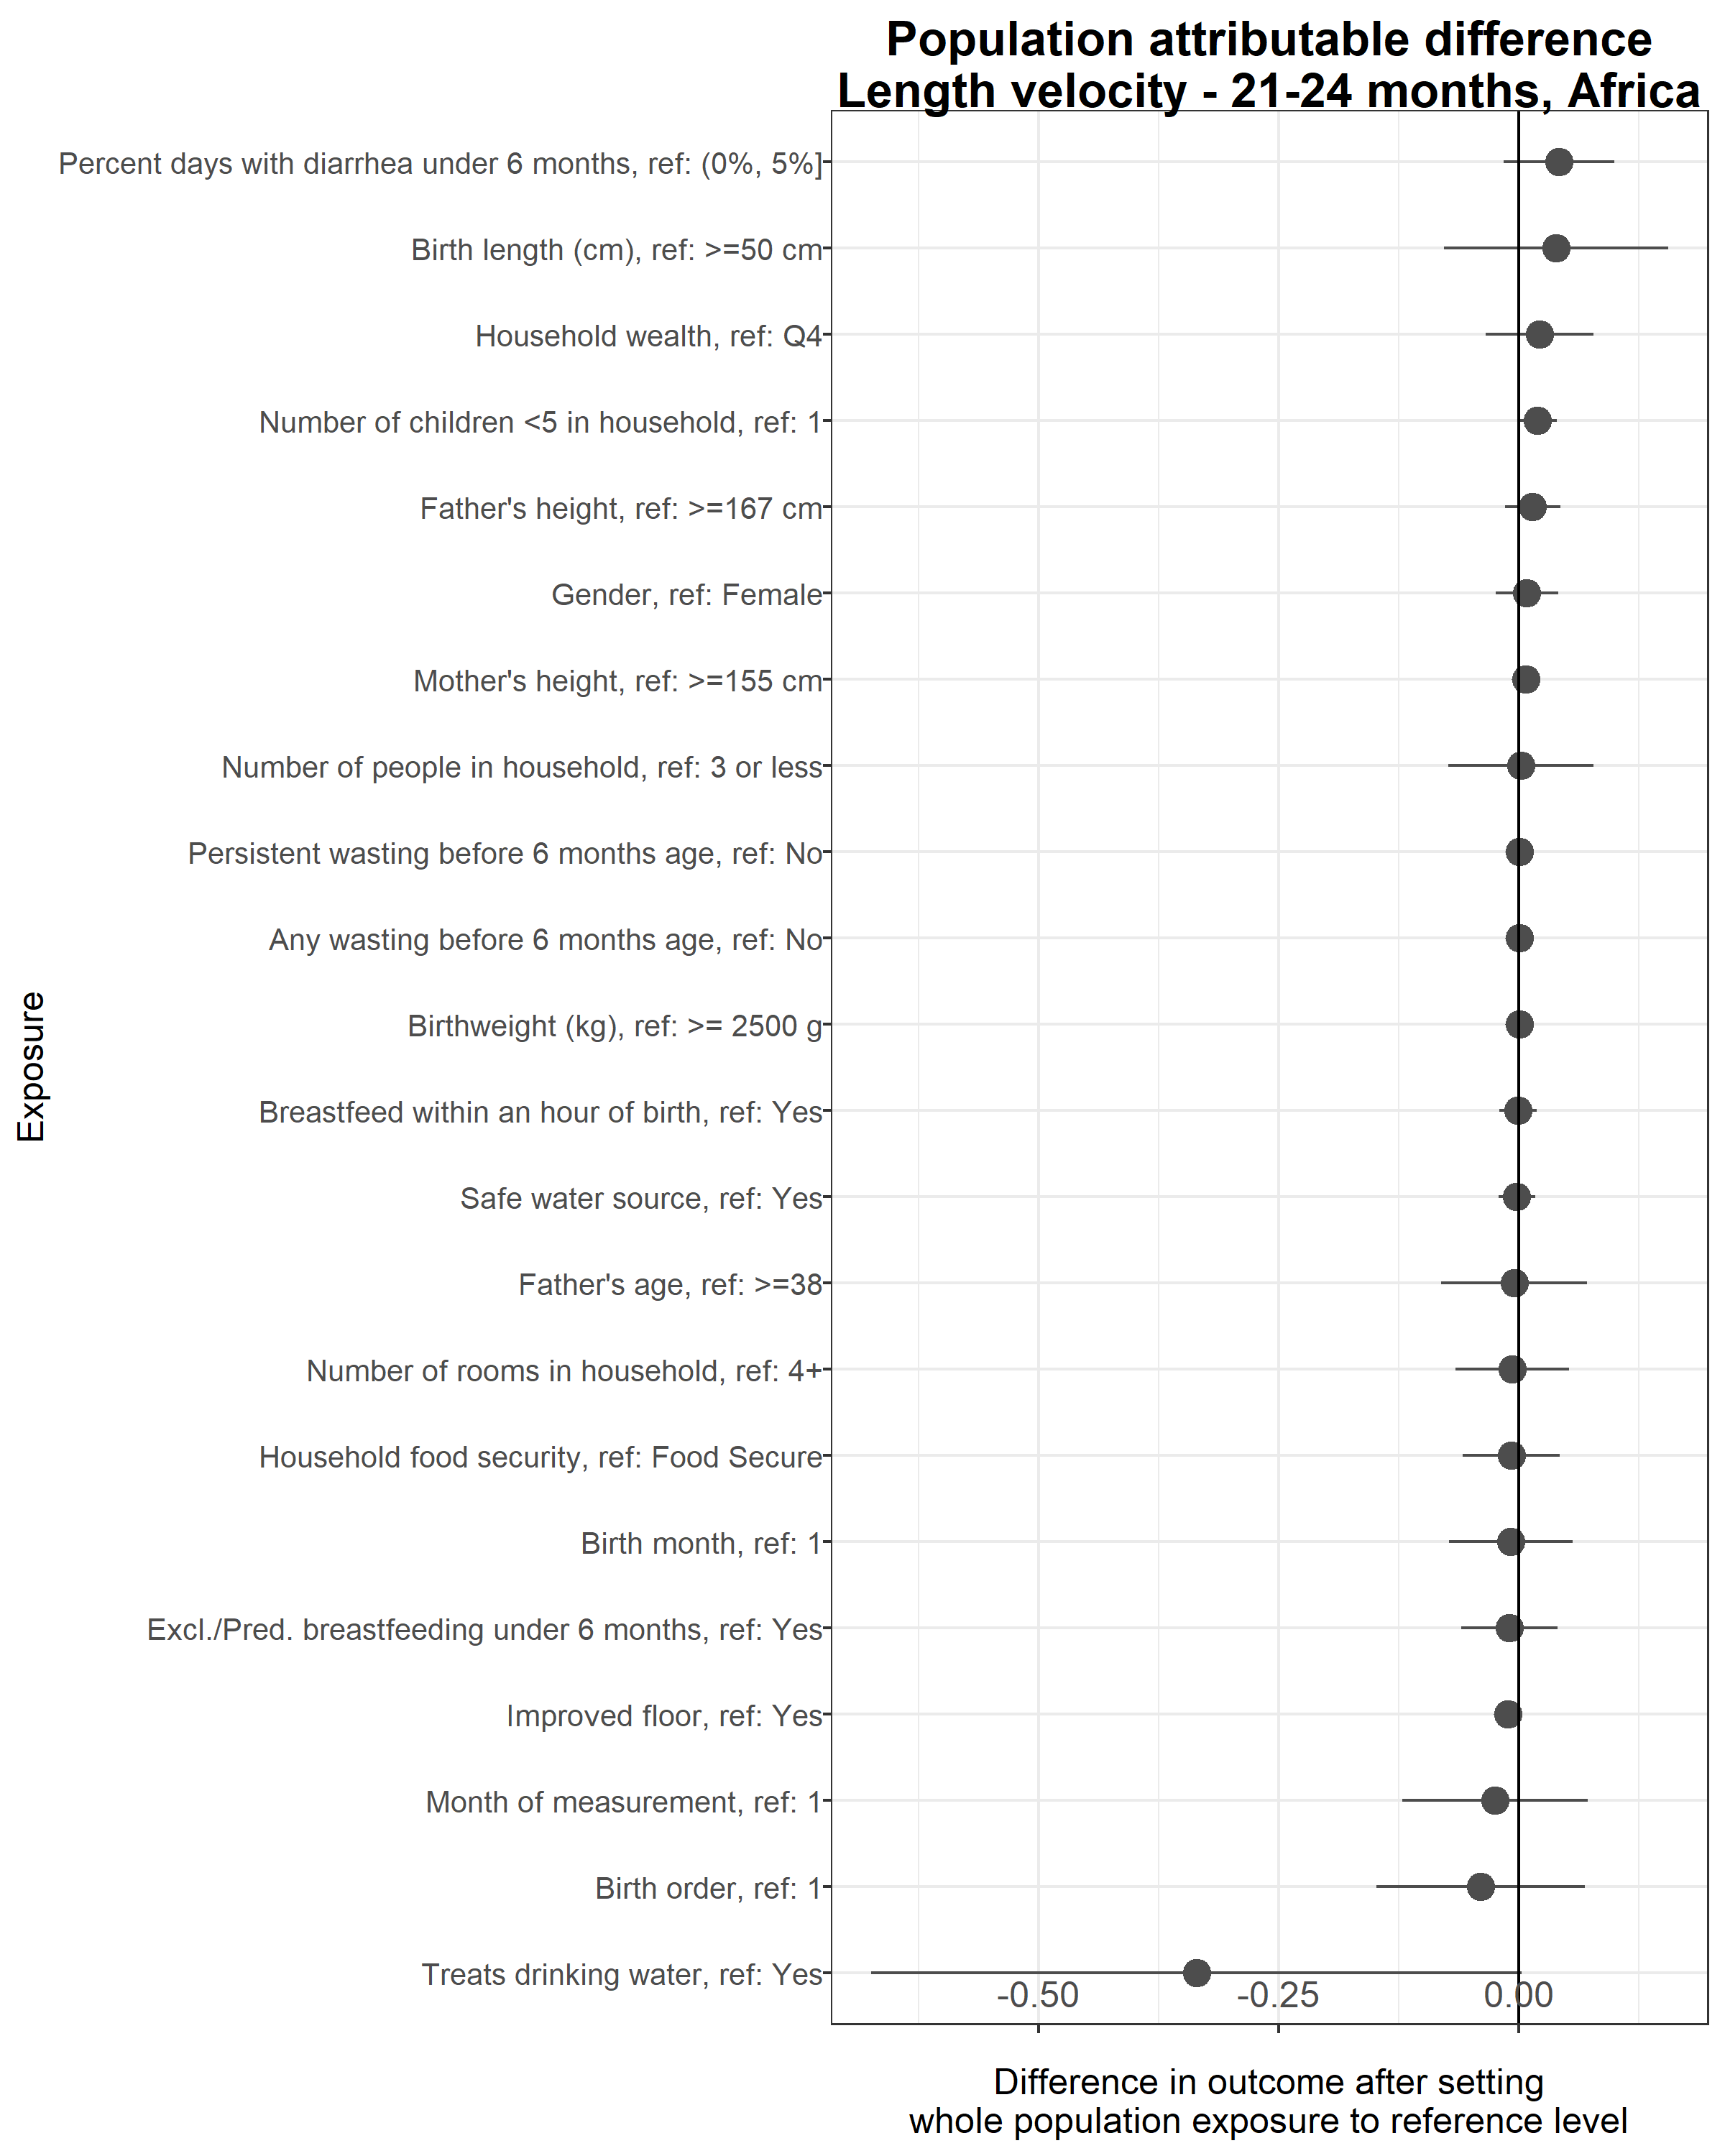 Population attributable difference
Length velocity - 21-24 months, Africa
Percent days with diarrhea under 6 months, ref: (0%, 5%]
Birth length (cm), ref: >=50 cm
Household wealth, ref: Q4
Number of children <5 in household, ref: 1
Father's height, ref: >=167 cm
Gender, ref: Female
Mother's height, ref: >=155 cm
Number of people in household, ref: 3 or less
Persistent wasting before 6 months age, ref: No
Any wasting before 6 months age, ref: No
Birthweight (kg), ref: >= 2500 g
Breastfeed within an hour of birth, ref: Yes
Safe water source, ref: Yes
Father's age, ref: >=38
Number of rooms in household, ref: 4+
Household food security, ref: Food Secure
Birth month, ref: 1
Excl./Pred. breastfeeding under 6 months, ref: Yes
Improved floor, ref: Yes
Month of measurement, ref: 1
Birth order, ref: 1
Treats drinking water, ref: Yes
Exposure
-0.50 -0.25 0.00
Difference in outcome after setting
whole population exposure to reference level